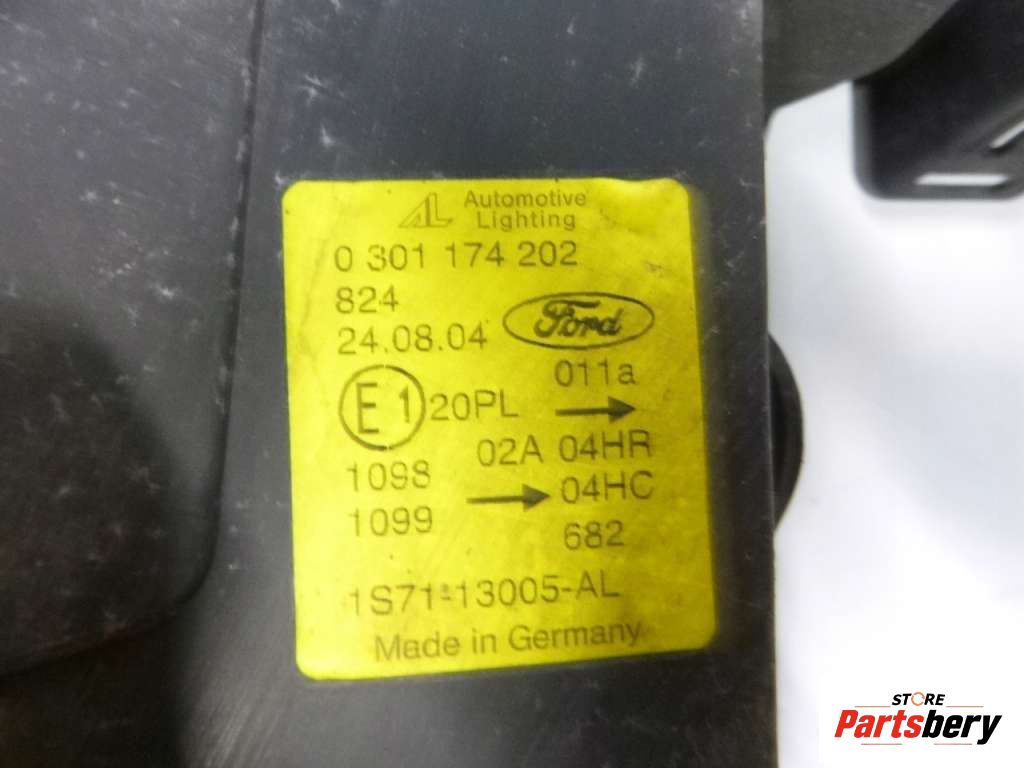 AL Automotive
Lighting
0 301 174 202
824
Ford
24.08.04
011a
E1 20PL →
02A 04HR
1098 → 04HC
1099
682
1S71-13005-AL
Made in Germany
STORE
Partsbery